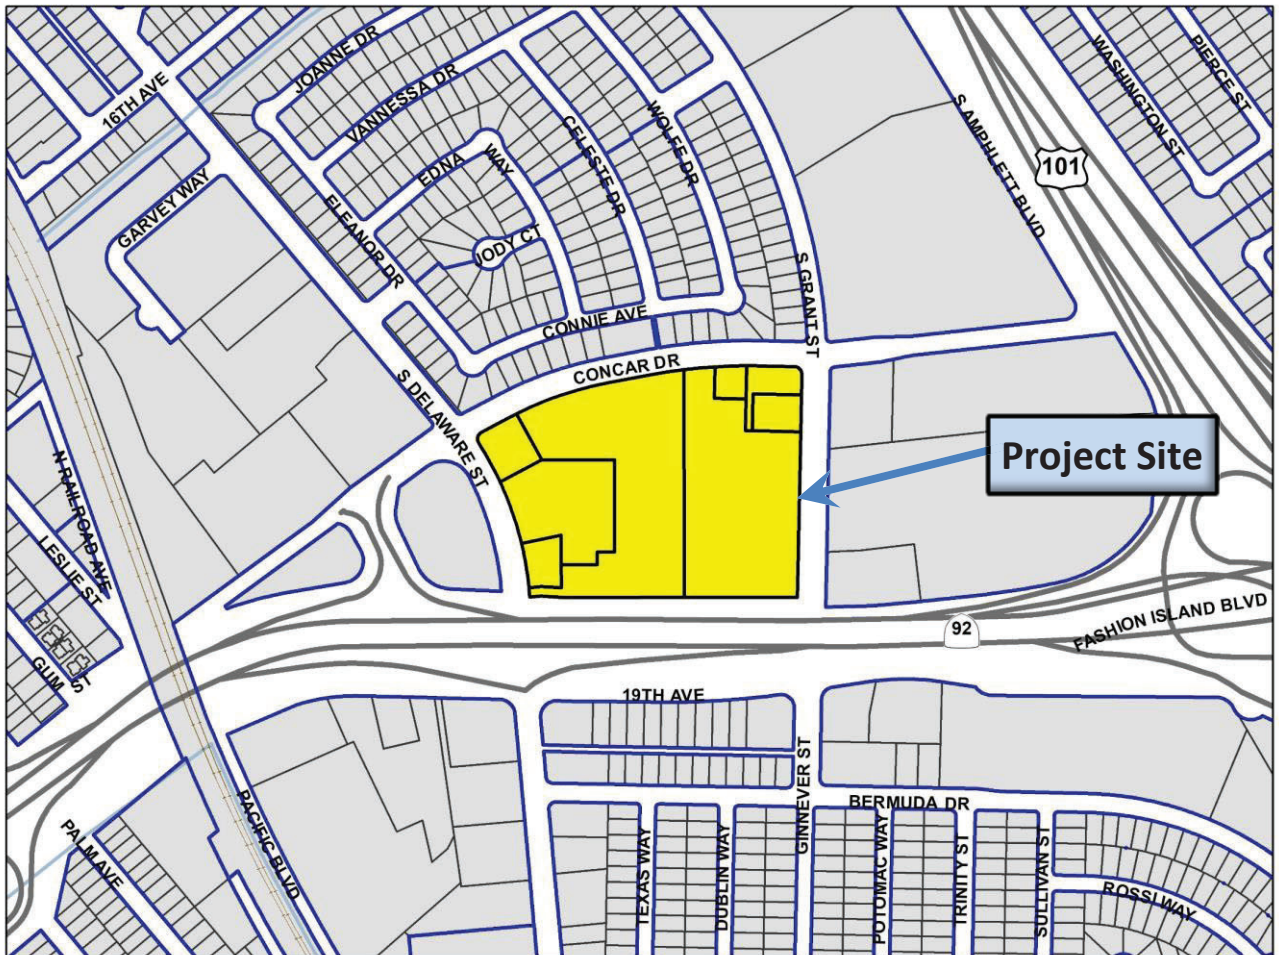 JOANNE DR
PIERCE ST
WASHINGTON ST
16TH AVE
VANNESSA DR
WOLFE DR
CELESTE DR
S AMPHLETT BLVD
101
EDNA
WAY
GARVEY WAY
ELEANOR DR
JODY CT
S GRANT ST
CONNIE AVE
CONCAR DR
S DELAWARE ST
Project Site
N RAILROAD AVE
LESLIE ST
GUM
ST
92
FASHION ISLAND BLVD
19TH AVE
GINNEVER ST
BERMUDA DR
PACIFIC BLVD
PALM AVE
TEXAS WAY
DUBLIN WAY
POTOMAC WAY
TRINITY ST
SULLIVAN ST
ROSSI WAY